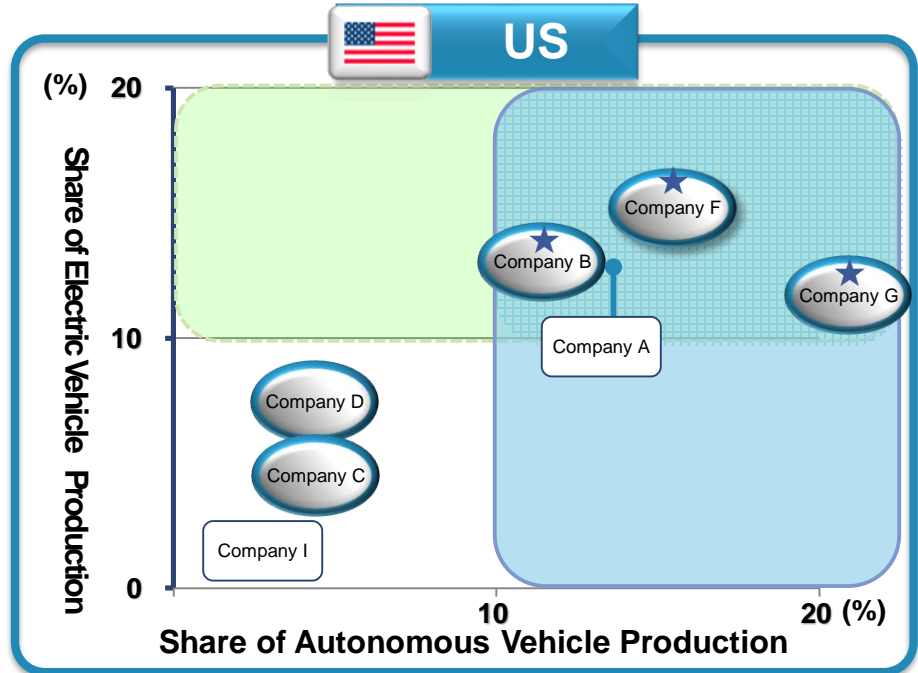 US
(%)
20
Share of Electric Vehicle Production
Company F
Company B
Company G
10
Company A
Company D
Company C
Company I
0
10
20 (%)
Share of Autonomous Vehicle Production